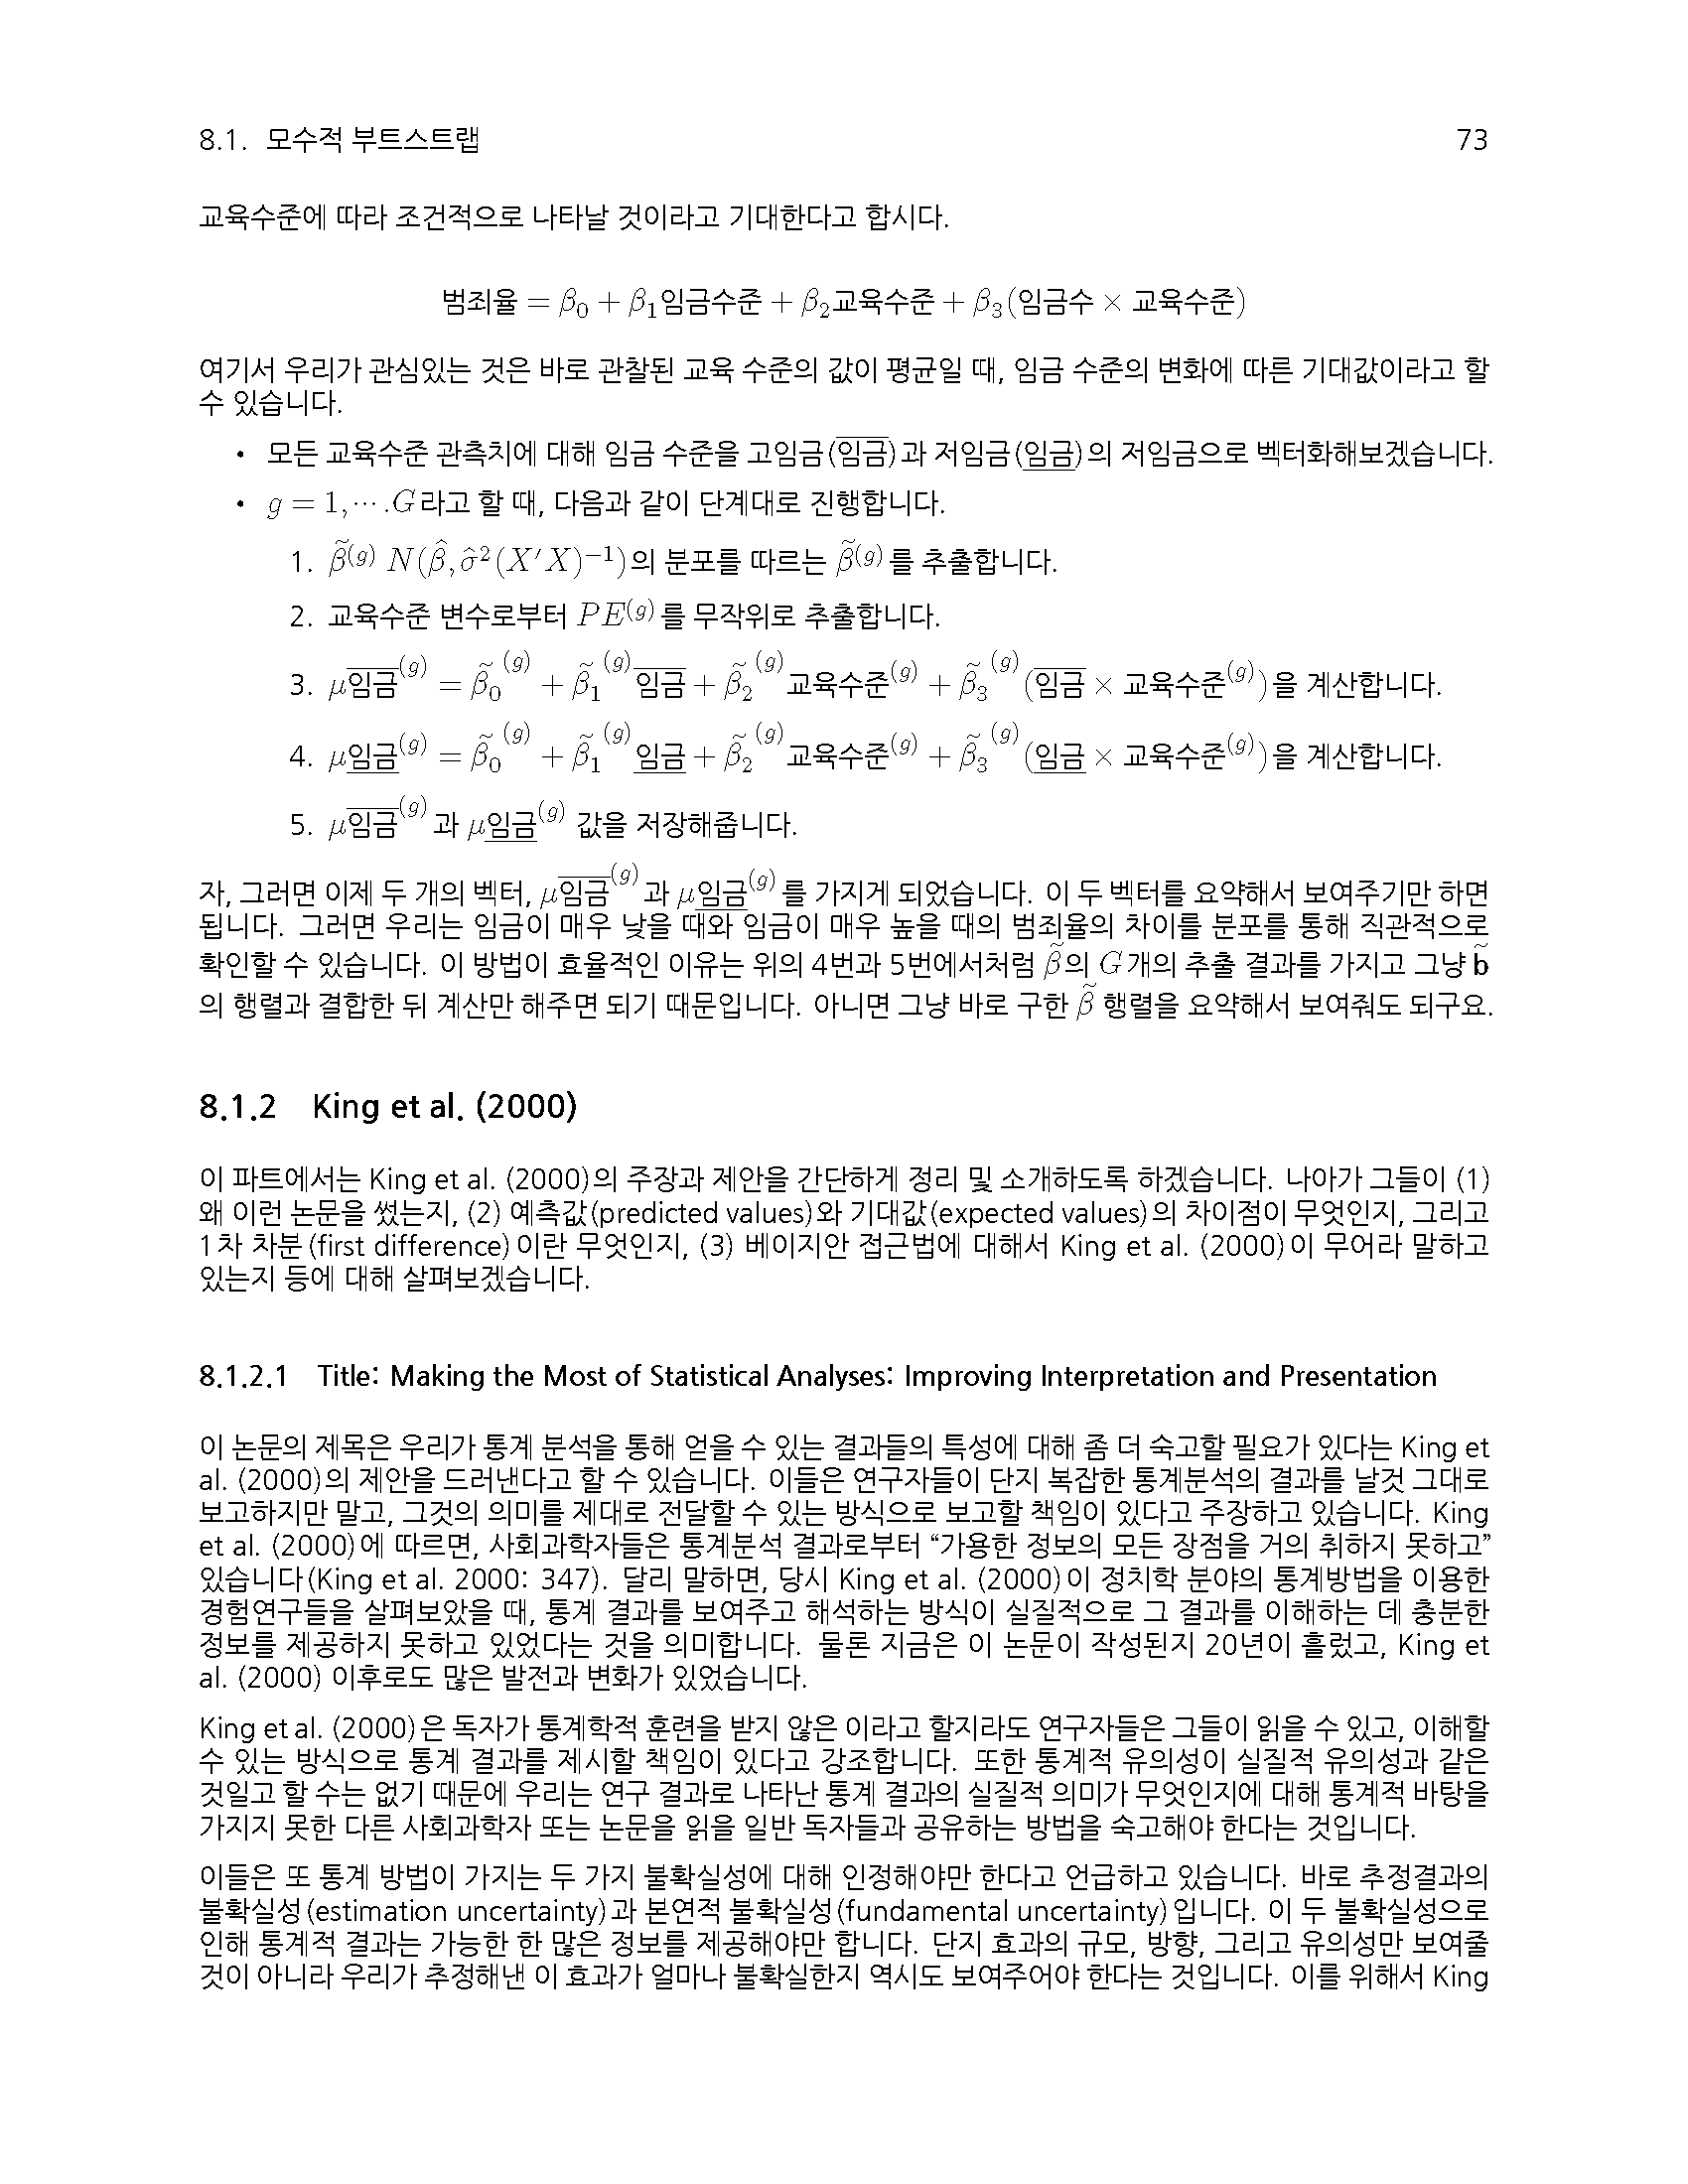 8.1. 모수적 부트스트랩 73
교육수준에 따라 조건적으로 나타날 것이라고 기대한다고 합시다.
범죄율 = β₀ + β₁임금수준 + β₂교육수준 + β₃(임금수 × 교육수준)
여기서 우리가 관심있는 것은 바로 관찰된 교육 수준의 값이 평균일 때, 임금 수준의 변화에 따른 기대값이라고 할
수 있습니다.
• 모든 교육수준 관측치에 대해 임금 수준을 고임금($\overline{임금}$)과 저임금($\underline{임금}$)의 저임금으로 벡터화해보겠습니다.
• $g = 1, \cdots .G$라고 할 때, 다음과 같이 단계대로 진행합니다.
1. $\tilde{\beta}^{(g)}\ N(\hat{\beta}, \hat{\sigma}^2(X'X)^{-1})$의 분포를 따르는 $\tilde{\beta}^{(g)}$를 추출합니다.
2. 교육수준 변수로부터 $PE^{(g)}$를 무작위로 추출합니다.
3. $\mu\overline{임금}^{(g)} = \tilde{\beta_0}^{(g)} + \tilde{\beta_1}^{(g)}\overline{임금} + \tilde{\beta_2}^{(g)}교육수준^{(g)} + \tilde{\beta_3}^{(g)}(\overline{임금} \times 교육수준^{(g)})$을 계산합니다.
4. $\mu\underline{임금}^{(g)} = \tilde{\beta_0}^{(g)} + \tilde{\beta_1}^{(g)}\underline{임금} + \tilde{\beta_2}^{(g)}교육수준^{(g)} + \tilde{\beta_3}^{(g)}(\underline{임금} \times 교육수준^{(g)})$을 계산합니다.
5. $\mu\overline{임금}^{(g)}$과 $\mu\underline{임금}^{(g)}$ 값을 저장해줍니다.
자, 그러면 이제 두 개의 벡터, $\mu\overline{임금}^{(g)}$과 $\mu\underline{임금}^{(g)}$를 가지게 되었습니다. 이 두 벡터를 요약해서 보여주기만 하면
됩니다. 그러면 우리는 임금이 매우 낮을 때와 임금이 매우 높을 때의 범죄율의 차이를 분포를 통해 직관적으로
확인할 수 있습니다. 이 방법이 효율적인 이유는 위의 4번과 5번에서처럼 $\tilde{\beta}$의 $G$개의 추출 결과를 가지고 그냥 $\tilde{\mathbf{b}}$
의 행렬과 결합한 뒤 계산만 해주면 되기 때문입니다. 아니면 그냥 바로 구한 $\tilde{\beta}$ 행렬을 요약해서 보여줘도 되구요.
8.1.2 King et al. (2000)
이 파트에서는 King et al. (2000)의 주장과 제안을 간단하게 정리 및 소개하도록 하겠습니다. 나아가 그들이 (1)
왜 이런 논문을 썼는지, (2) 예측값(predicted values)와 기대값(expected values)의 차이점이 무엇인지, 그리고
1차 차분(first difference)이란 무엇인지, (3) 베이지안 접근법에 대해서 King et al. (2000)이 무어라 말하고
있는지 등에 대해 살펴보겠습니다.
8.1.2.1 Title: Making the Most of Statistical Analyses: Improving Interpretation and Presentation
이 논문의 제목은 우리가 통계 분석을 통해 얻을 수 있는 결과들의 특성에 대해 좀 더 숙고할 필요가 있다는 King et
al. (2000)의 제안을 드러낸다고 할 수 있습니다. 이들은 연구자들이 단지 복잡한 통계분석의 결과를 날것 그대로
보고하지만 말고, 그것의 의미를 제대로 전달할 수 있는 방식으로 보고할 책임이 있다고 주장하고 있습니다. King
et al. (2000)에 따르면, 사회과학자들은 통계분석 결과로부터 “가용한 정보의 모든 장점을 거의 취하지 못하고”
있습니다(King et al. 2000: 347). 달리 말하면, 당시 King et al. (2000)이 정치학 분야의 통계방법을 이용한
경험연구들을 살펴보았을 때, 통계 결과를 보여주고 해석하는 방식이 실질적으로 그 결과를 이해하는 데 충분한
정보를 제공하지 못하고 있었다는 것을 의미합니다. 물론 지금은 이 논문이 작성된지 20년이 흘렀고, King et
al. (2000) 이후로도 많은 발전과 변화가 있었습니다.
King et al. (2000)은 독자가 통계학적 훈련을 받지 않은 이라고 할지라도 연구자들은 그들이 읽을 수 있고, 이해할
수 있는 방식으로 통계 결과를 제시할 책임이 있다고 강조합니다. 또한 통계적 유의성이 실질적 유의성과 같은
것일고 할 수는 없기 때문에 우리는 연구 결과로 나타난 통계 결과의 실질적 의미가 무엇인지에 대해 통계적 바탕을
가지지 못한 다른 사회과학자 또는 논문을 읽을 일반 독자들과 공유하는 방법을 숙고해야 한다는 것입니다.
이들은 또 통계 방법이 가지는 두 가지 불확실성에 대해 인정해야만 한다고 언급하고 있습니다. 바로 추정결과의
불확실성(estimation uncertainty)과 본연적 불확실성(fundamental uncertainty)입니다. 이 두 불확실성으로
인해 통계적 결과는 가능한 한 많은 정보를 제공해야만 합니다. 단지 효과의 규모, 방향, 그리고 유의성만 보여줄
것이 아니라 우리가 추정해낸 이 효과가 얼마나 불확실한지 역시도 보여주어야 한다는 것입니다. 이를 위해서 King